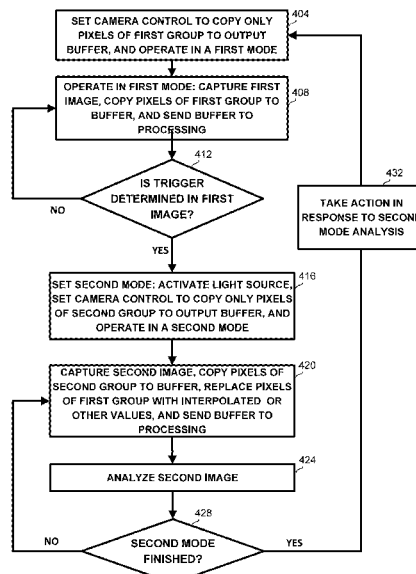 SET CAMERA CONTROL TO COPY ONLY
PIXELS OF FIRST GROUP TO OUTPUT
BUFFER, AND OPERATE IN A FIRST MODE
404
OPERATE IN FIRST MODE: CAPTURE FIRST
IMAGE, COPY PIXELS OF FIRST GROUP TO
BUFFER, AND SEND BUFFER TO
PROCESSING
408
412
IS TRIGGER
DETERMINED IN FIRST
IMAGE?
NO
YES
432
TAKE ACTION IN
RESPONSE TO SECOND
MODE ANALYSIS
SET SECOND MODE: ACTIVATE LIGHT SOURCE,
SET CAMERA CONTROL TO COPY ONLY PIXELS
OF SECOND GROUP TO OUTPUT BUFFER, AND
OPERATE IN A SECOND MODE
416
CAPTURE SECOND IMAGE, COPY PIXELS OF
SECOND GROUP TO BUFFER, REPLACE PIXELS
OF FIRST GROUP WITH INTERPOLATED OR
OTHER VALUES, AND SEND BUFFER TO
PROCESSING
420
ANALYZE SECOND IMAGE
424
428
SECOND MODE
FINISHED?
NO
YES